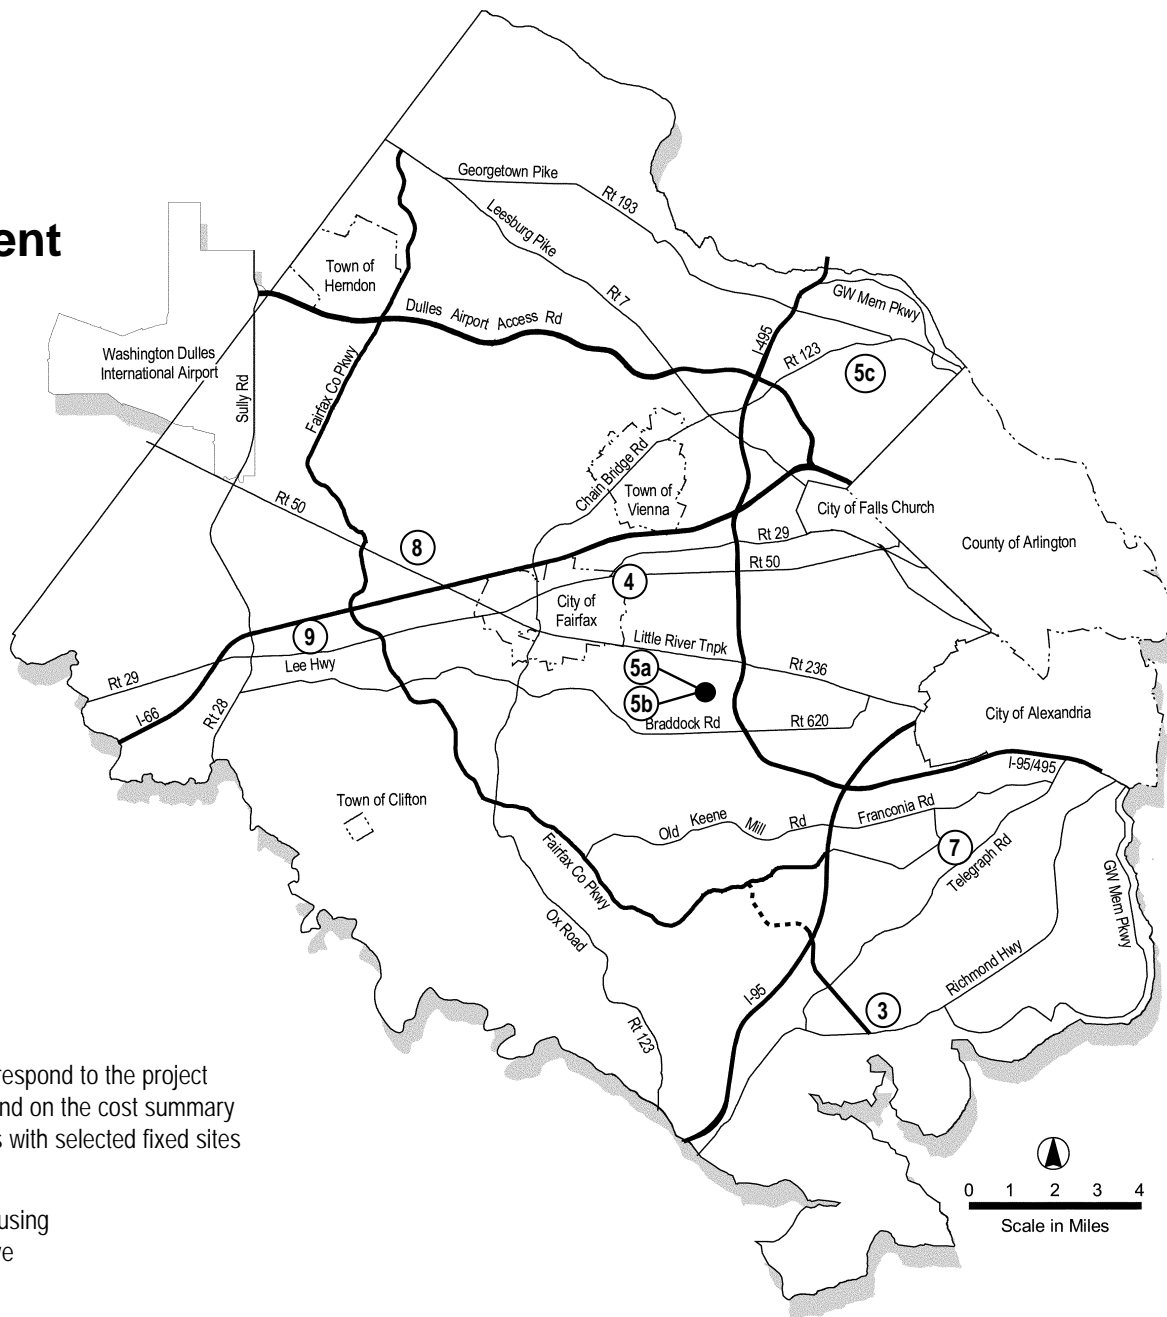 ent
Georgetown Pike
Rt 193
Leesburg Pike
Town of
Herndon
GW Mem Pkwy
Rt 7
Dulles Airport Access Rd
I-495
Washington Dulles
International Airport
Rt 123
5c
Sully Rd
Fairfax Co Pkwy
Chain Bridge Rd
Town of
Vienna
Rt 50
City of Falls Church
Rt 29
County of Arlington
8
Rt 50
4
City of
Fairfax
9
Little River Tnpk
Lee Hwy
5a
Rt 236
Rt 29
5b
I-66
Rt 28
Braddock Rd
Rt 620
City of Alexandria
I-95/495
Town of Clifton
Old Keene Mill Rd
Franconia Rd
7
Telegraph Rd
Fairfax Co Pkwy
GW Mem Pkwy
Ox Road
Richmond Hwy
I-95
3
Rt 123
respond to the project
nd on the cost summary
s with selected fixed sites
0 1 2 3 4
Scale in Miles
using
ve